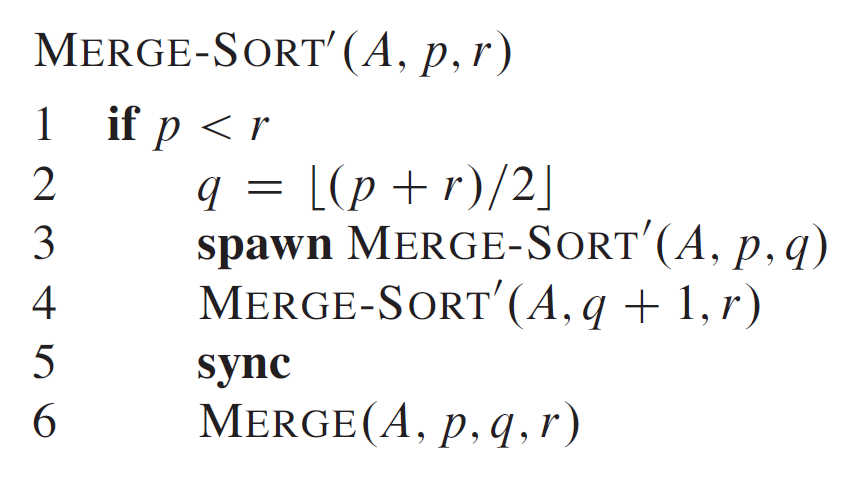 MERGE-SORT′(A, p, r)
1 if p < r
2 q = ⌊(p + r)/2⌋
3 spawn MERGE-SORT′(A, p, q)
4 MERGE-SORT′(A, q + 1, r)
5 sync
6 MERGE(A, p, q, r)